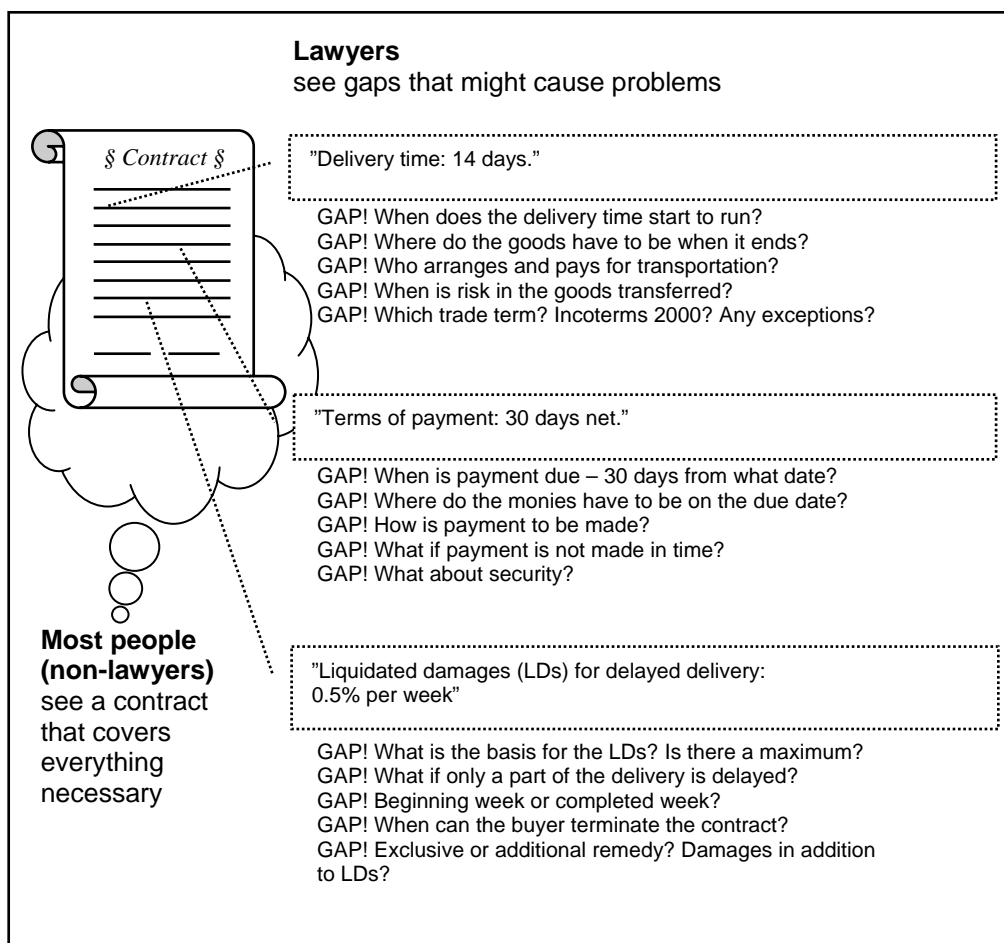 Lawyers
see gaps that might cause problems
§ Contract §
”Delivery time: 14 days.”
GAP! When does the delivery time start to run?
GAP! Where do the goods have to be when it ends?
GAP! Who arranges and pays for transportation?
GAP! When is risk in the goods transferred?
GAP! Which trade term? Incoterms 2000? Any exceptions?
”Terms of payment: 30 days net.”
GAP! When is payment due – 30 days from what date?
GAP! Where do the monies have to be on the due date?
GAP! How is payment to be made?
GAP! What if payment is not made in time?
GAP! What about security?
Most people
(non-lawyers)
see a contract
that covers
everything
necessary
”Liquidated damages (LDs) for delayed delivery:
0.5% per week”
GAP! What is the basis for the LDs? Is there a maximum?
GAP! What if only a part of the delivery is delayed?
GAP! Beginning week or completed week?
GAP! When can the buyer terminate the contract?
GAP! Exclusive or additional remedy? Damages in addition
to LDs?